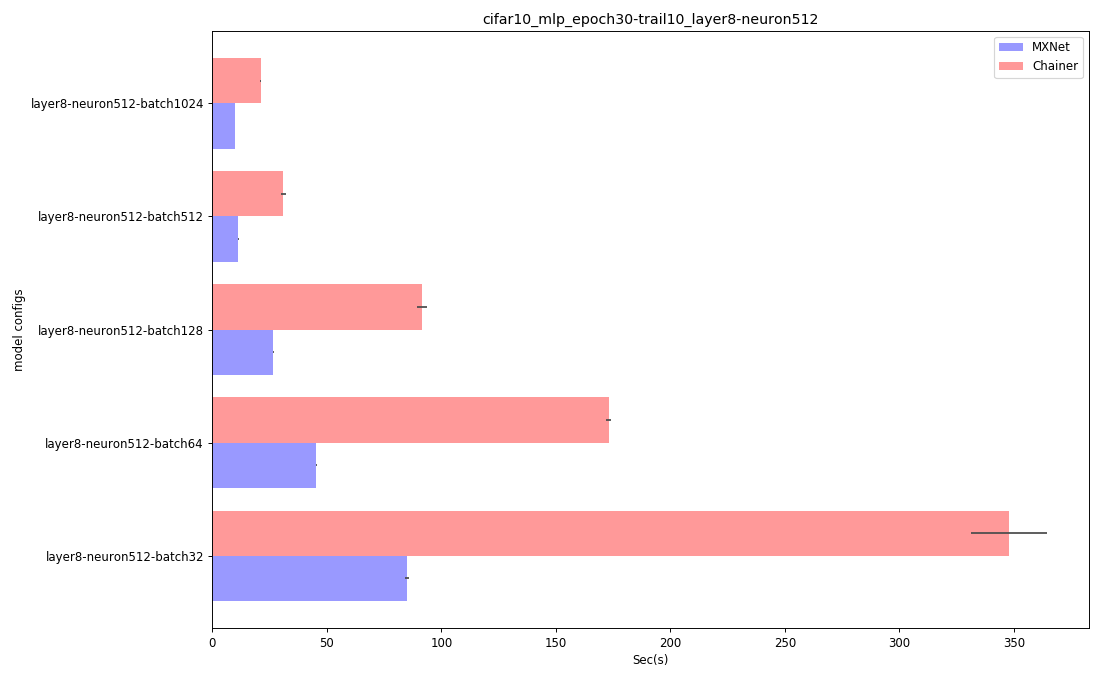 cifar10_mlp_epoch30-trail10_layer8-neuron512
MXNet
Chainer
layer8-neuron512-batch1024
layer8-neuron512-batch512
layer8-neuron512-batch128
layer8-neuron512-batch64
layer8-neuron512-batch32
model configs
0 50 100 150 200 250 300 350
Sec(s)